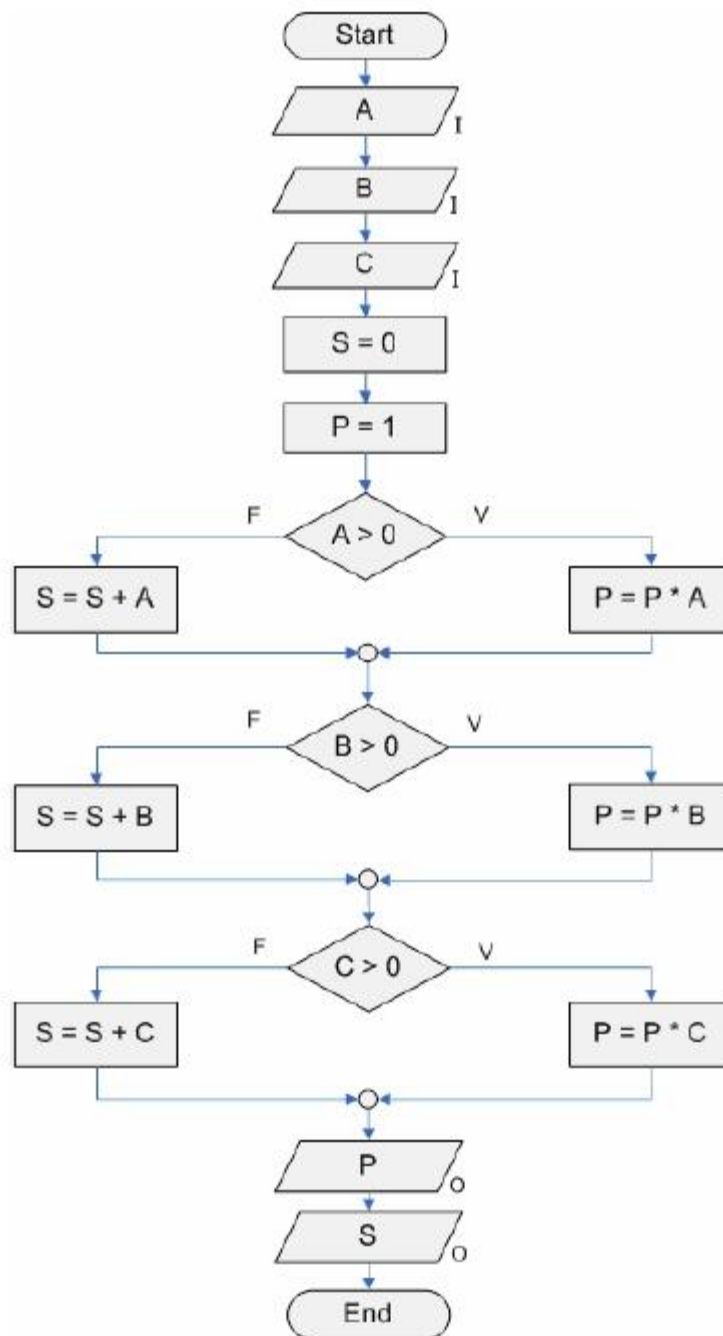 Start
A
I
B
I
C
I
S = 0
P = 1
F
A > 0
V
S = S + A
P = P * A
F
B > 0
V
S = S + B
P = P * B
F
C > 0
V
S = S + C
P = P * C
P
O
S
O
End